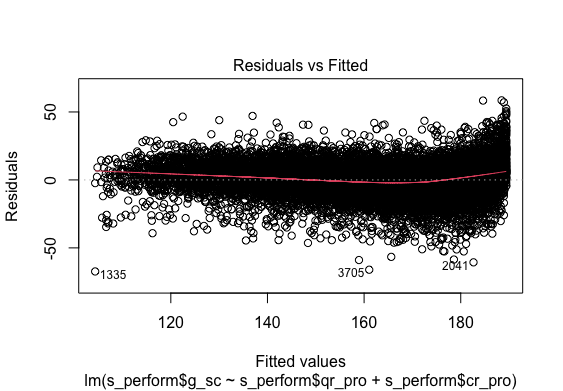 Residuals vs Fitted
Residuals
50
0
-50
1335
3705
2041
120
140
160
180
Fitted values
lm(s_perform$g_sc ~ s_perform$qr_pro + s_perform$cr_pro)